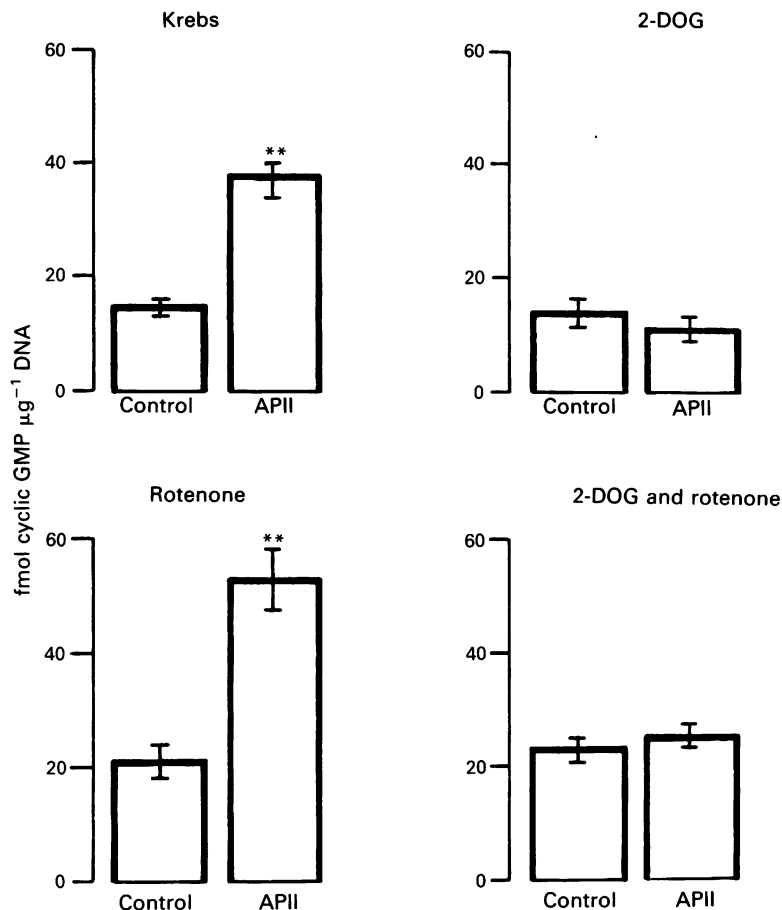 Krebs
60
40
20
0
**
Control
APII
2-DOG
60
40
20
0
Control
APII
fmol cyclic GMP μg⁻¹ DNA
Rotenone
60
40
20
0
**
Control
APII
2-DOG and rotenone
60
40
20
0
Control
APII